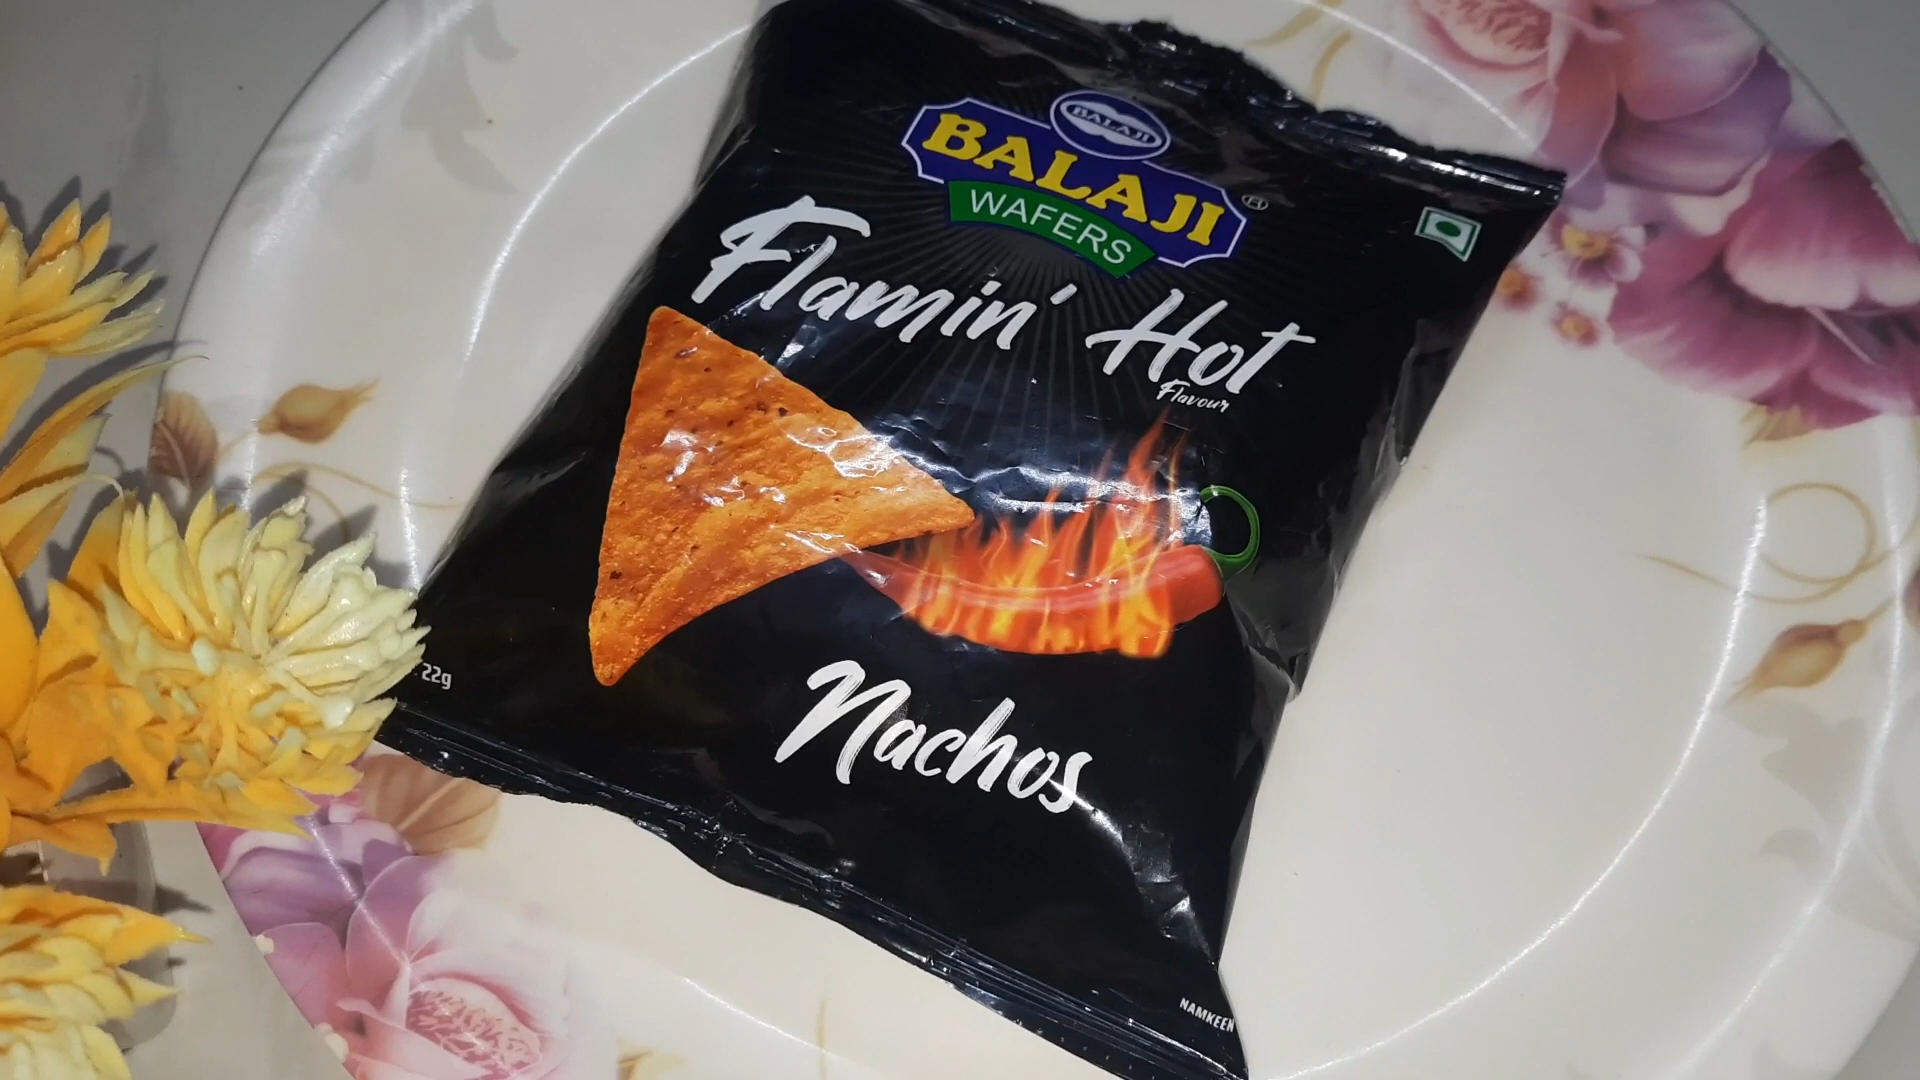 BALAJI
BALAJI
WAFERS
®
Flamin' Hot
Flavour
22g
Nachos
NAMKEEN